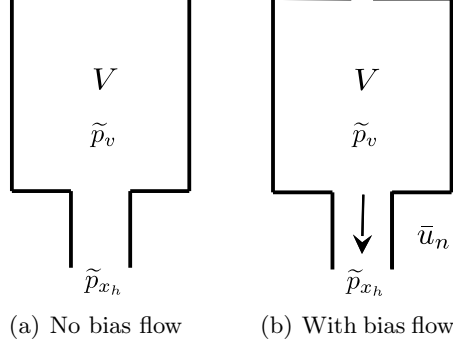 V V
p̃_v p̃_v
ū_n
p̃_{x_h} p̃_{x_h}
(a) No bias flow (b) With bias flow